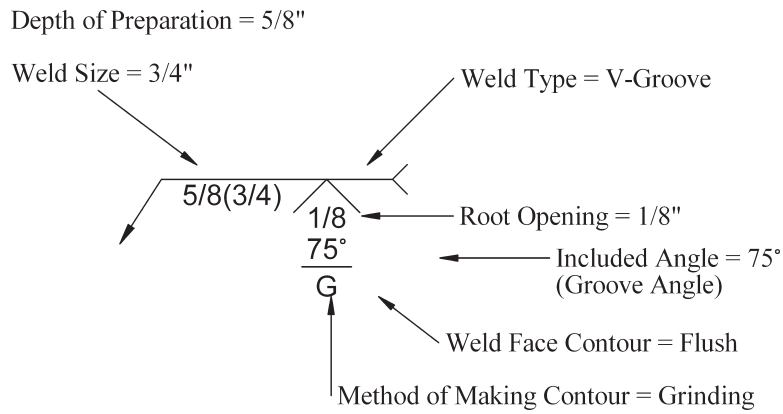 Depth of Preparation = 5/8"
Weld Size = 3/4"
Weld Type = V-Groove
5/8(3/4)
1/8
Root Opening = 1/8"
75°
Included Angle = 75°
(Groove Angle)
G
Weld Face Contour = Flush
Method of Making Contour = Grinding